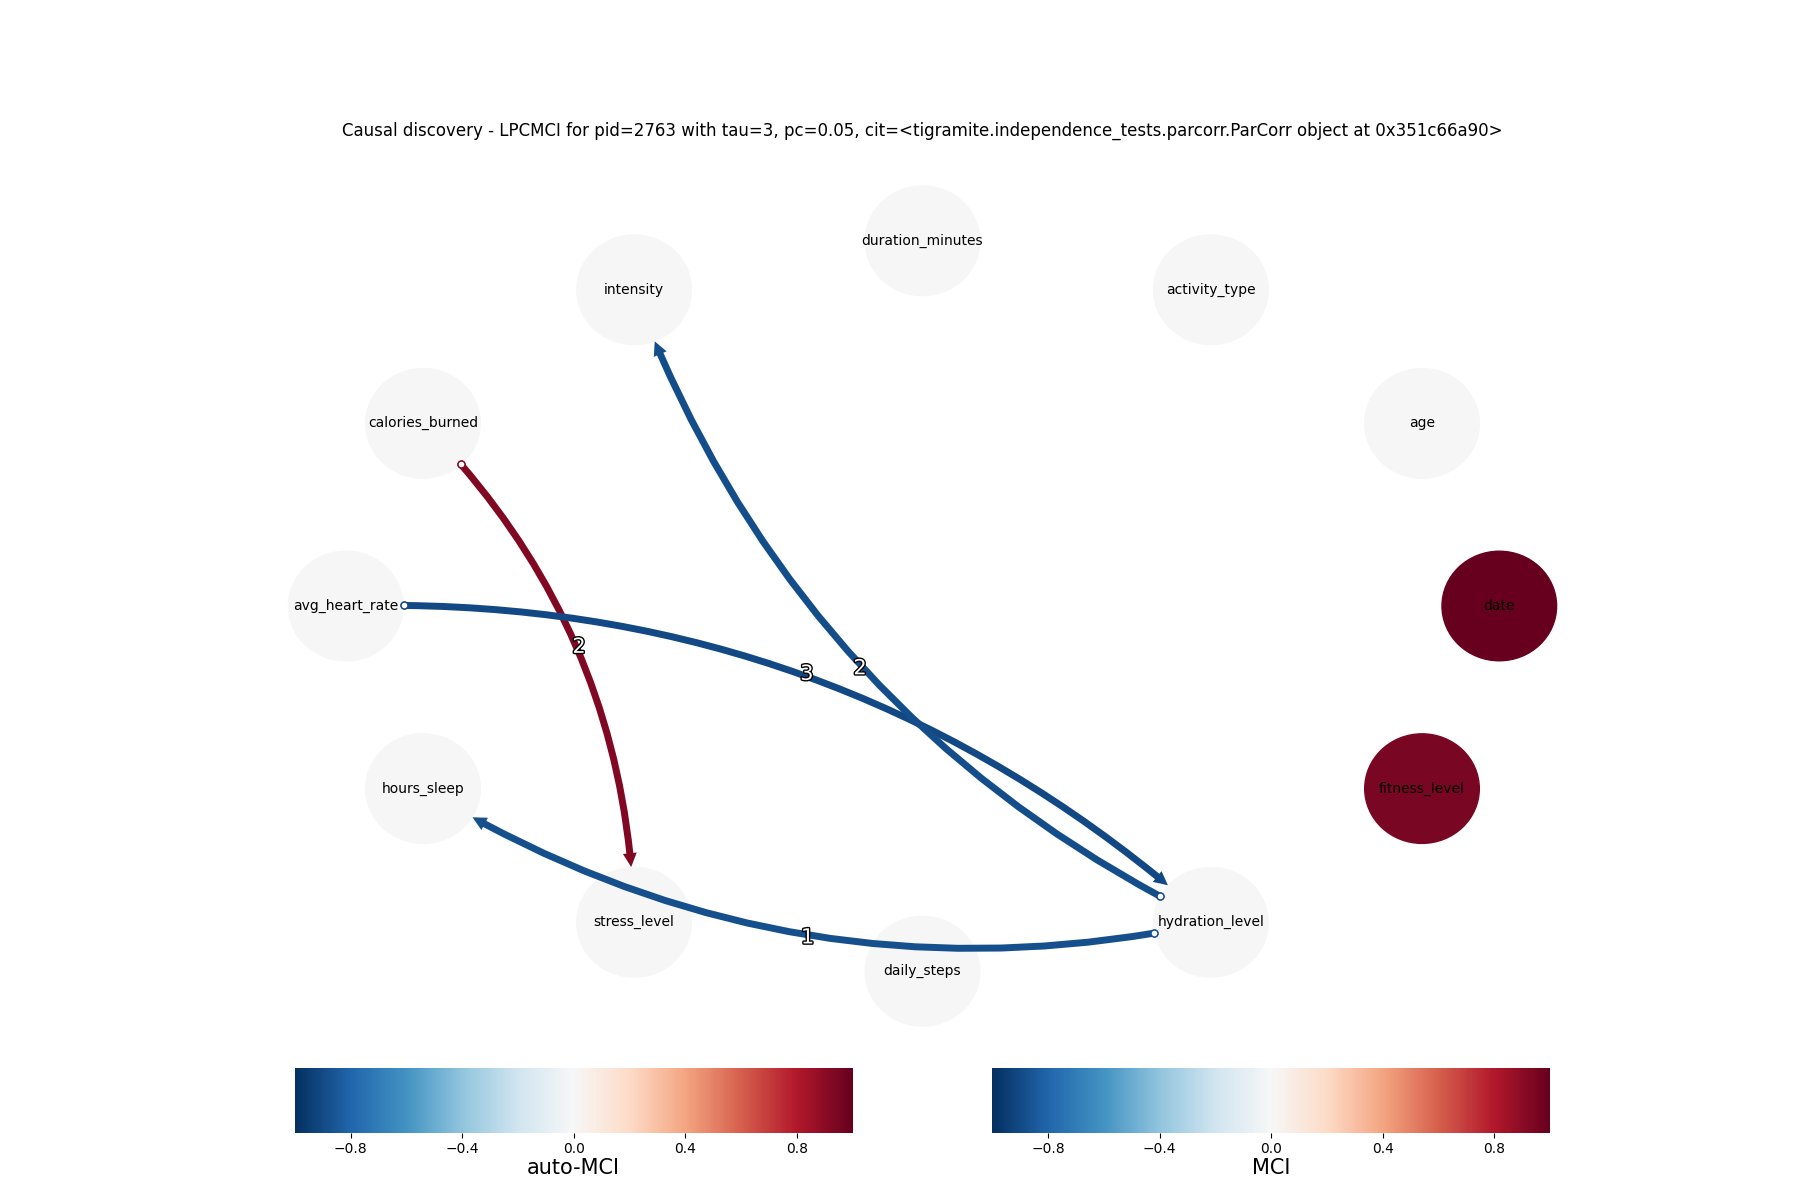 Causal discovery - LPCMCI for pid=2763 with tau=3, pc=0.05, cit=<tigramite.independence_tests.parcorr.ParCorr object at 0x351c66a90>
duration_minutes
intensity
activity_type
calories_burned
age
avg_heart_rate
date
2
3
2
hours_sleep
fitness_level
stress_level
hydration_level
1
daily_steps
−0.8 −0.4 0.0 0.4 0.8
auto-MCI
−0.8 −0.4 0.0 0.4 0.8
MCI